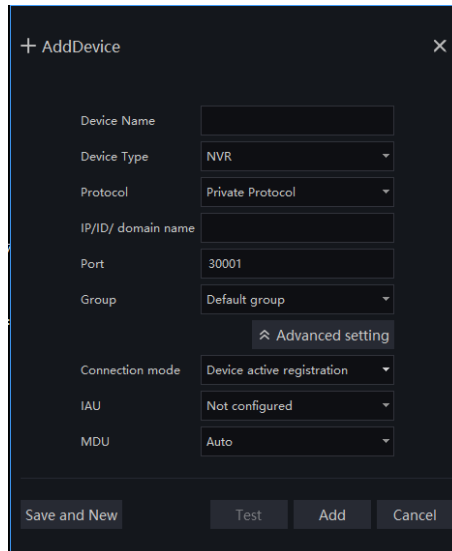 AddDevice
Device Name
Device Type NVR
Protocol Private Protocol
IP/ID/ domain name
Port 30001
Group Default group
Advanced setting
Connection mode Device active registration
IAU Not configured
MDU Auto
Save and New Test Add Cancel